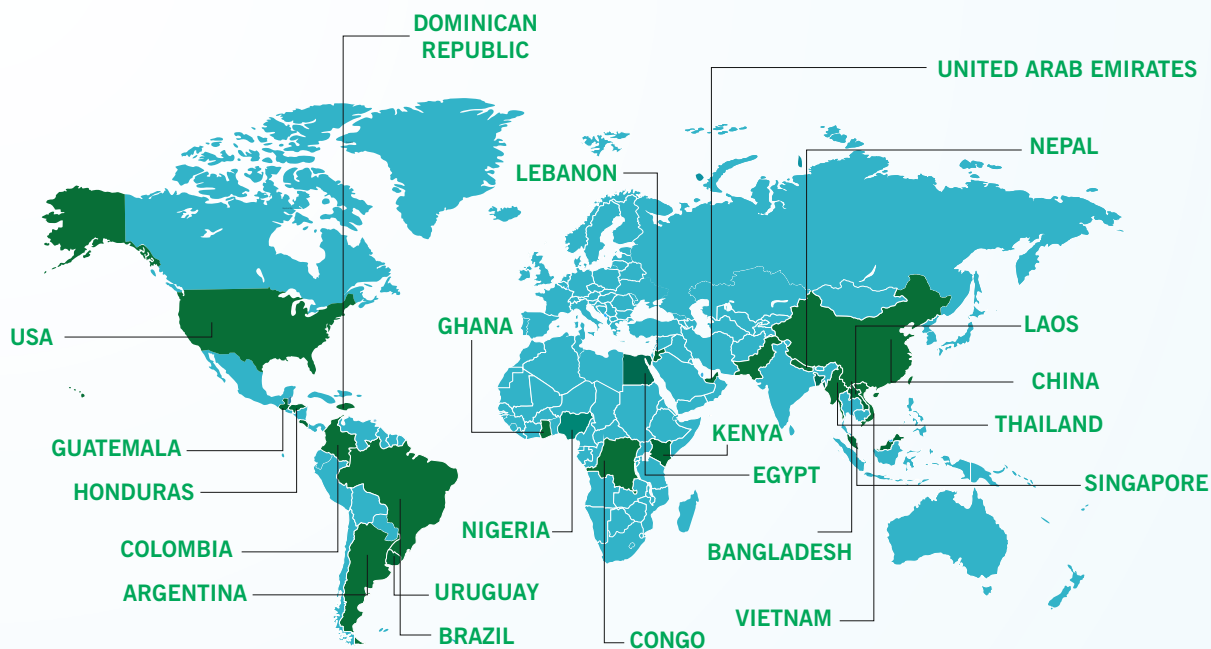 DOMINICAN
REPUBLIC
UNITED ARAB EMIRATES
NEPAL
LEBANON
USA
GHANA
LAOS
CHINA
THAILAND
GUATEMALA
KENYA
EGYPT
HONDURAS
SINGAPORE
NIGERIA
COLOMBIA
BANGLADESH
ARGENTINA
URUGUAY
VIETNAM
BRAZIL
CONGO